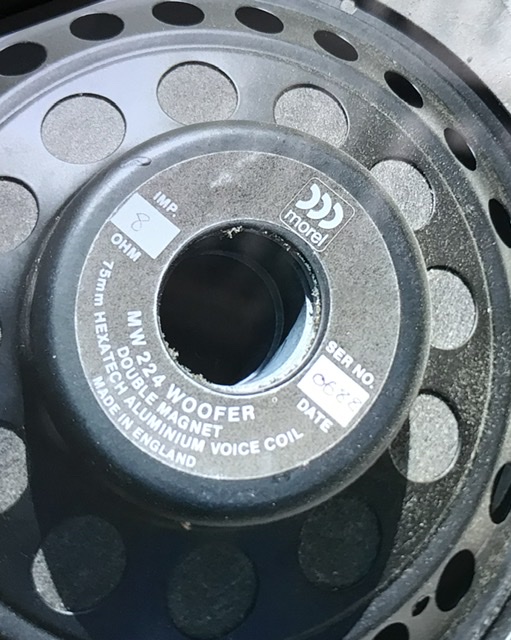 morel
IMP.
8
OHM
SER NO.
DATE
MW 224 WOOFER
DOUBLE MAGNET
75mm HEXATECH ALUMINIUM VOICE COIL
MADE IN ENGLAND